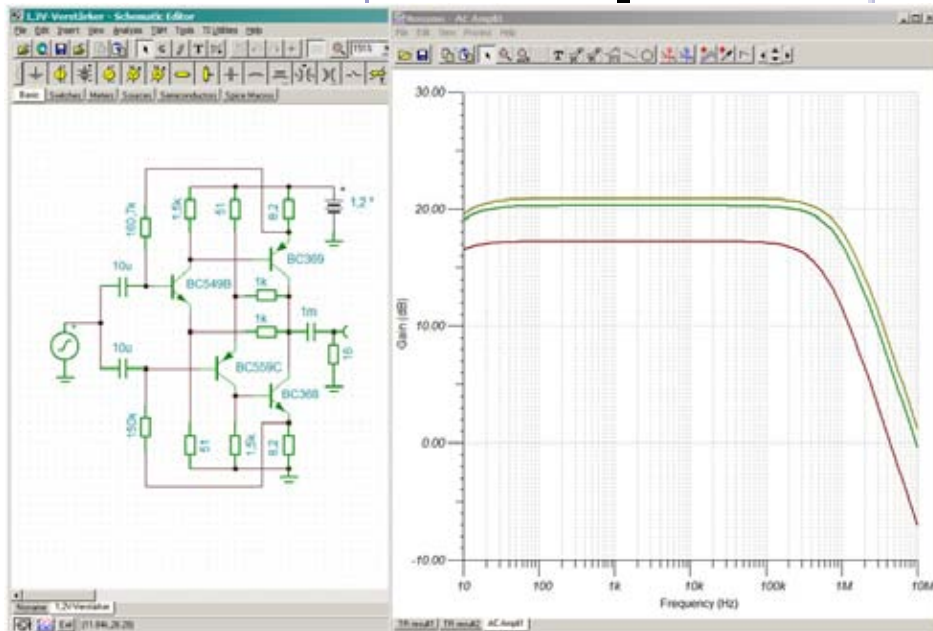 1,2V-Verstärker - Schematic Editor
File Edit Insert View Analysis T&M Tools TI Utilities Help
Basic Switches Meters Sources Semiconductors Spice Macros
160,7k
1,5k
51
8,2
1,2
BC369
10u
BC549B
1k
1m
1k
16
10u
BC559C
BC368
150k
51
1,5k
8,2
Noname 1,2V-Verstärker
Exit
Noname - AC Ampli1
File Edit View Process Help
30.00
20.00
10.00
0.00
-10.00
Gain (dB)
10 100 1k 10k 100k 1M 10M
Frequency (Hz)
TR result1 TR result2 AC Ampli1